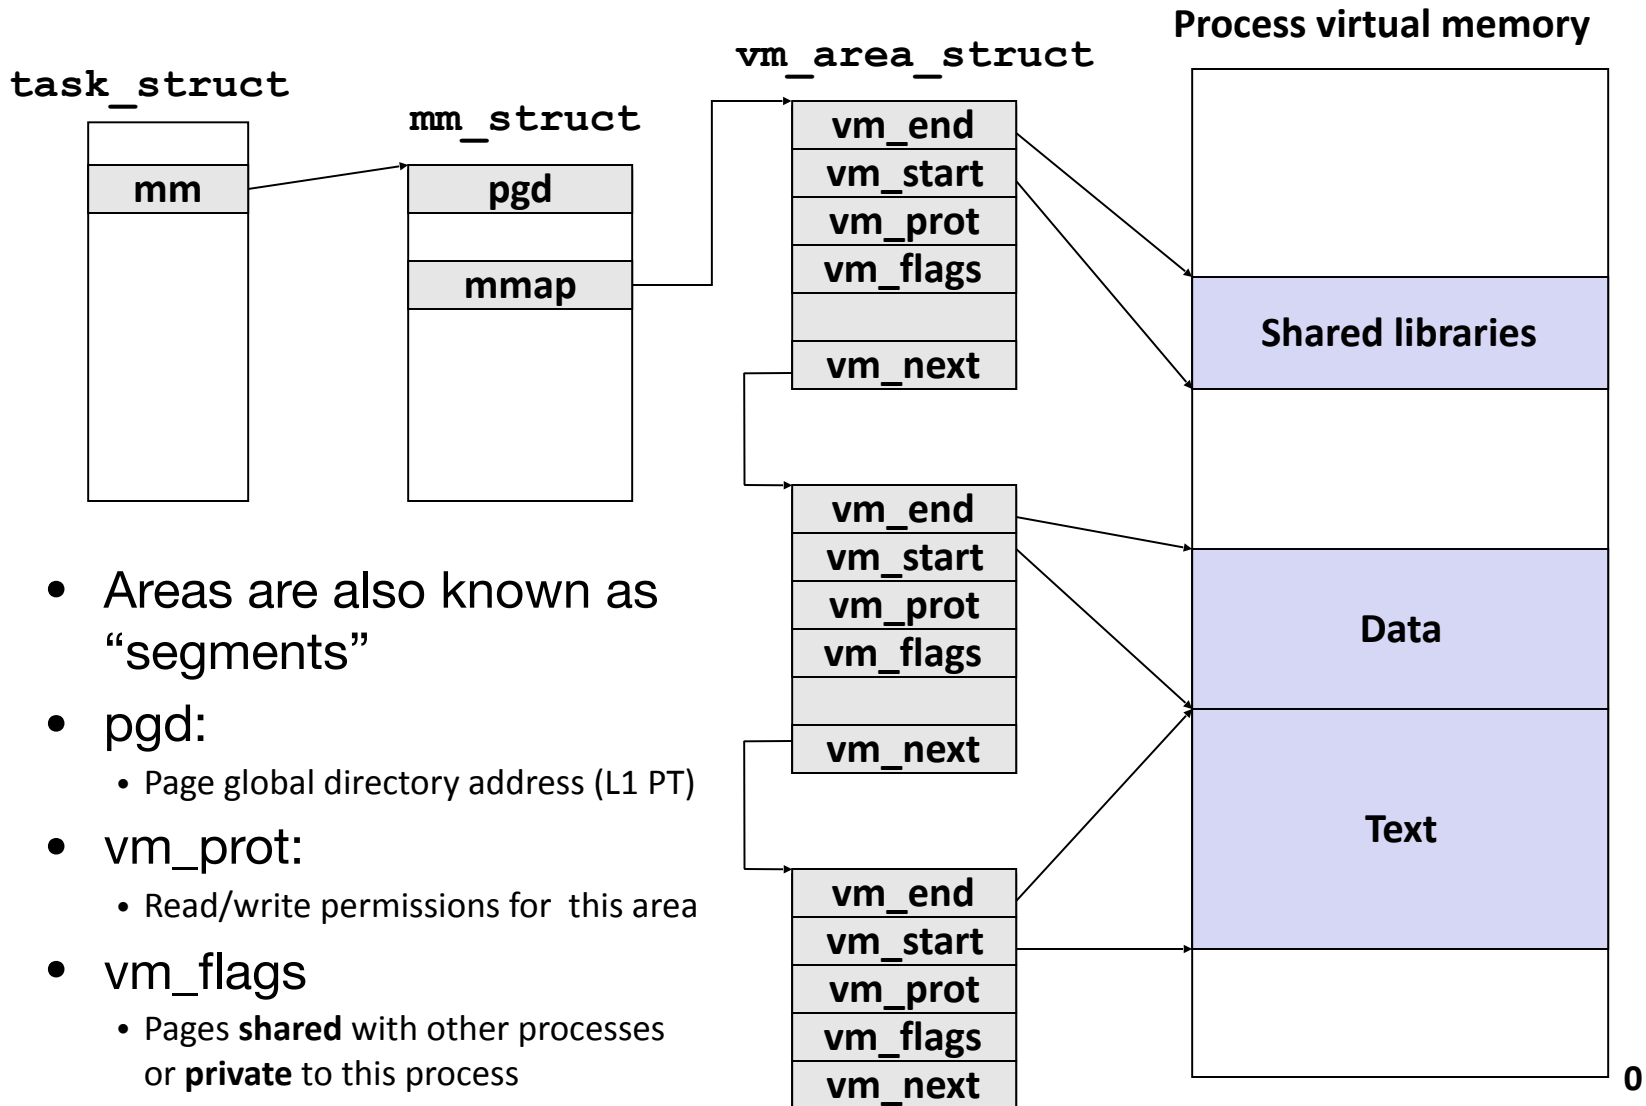 Process virtual memory
vm_area_struct
task_struct
mm_struct
mm
pgd
mmap
vm_end
vm_start
vm_prot
vm_flags
vm_next
Shared libraries
vm_end
vm_start
vm_prot
vm_flags
vm_next
Data
Text
vm_end
vm_start
vm_prot
vm_flags
vm_next
0
• Areas are also known as
“segments”
• pgd:
• Page global directory address (L1 PT)
• vm_prot:
• Read/write permissions for this area
• vm_flags
• Pages shared with other processes
or private to this process